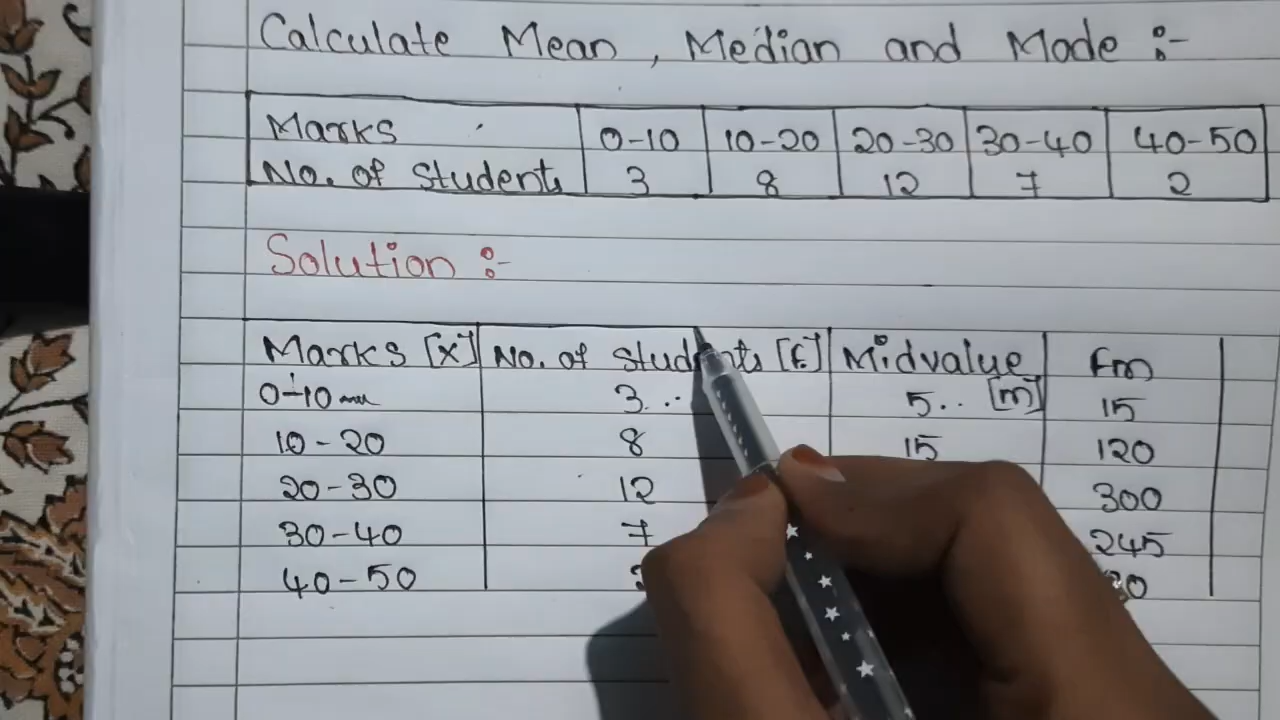 Calculate Mean, Median and Mode :-
Marks 0-10 10-20 20-30 30-40 40-50
No. of Students 3 8 12 7 2
Solution :-
Marks [x] No. of Students [f] Midvalue [m] Fm
0-10 3 5 15
10-20 8 15 120
20-30 12 300
30-40 7 245
40-50